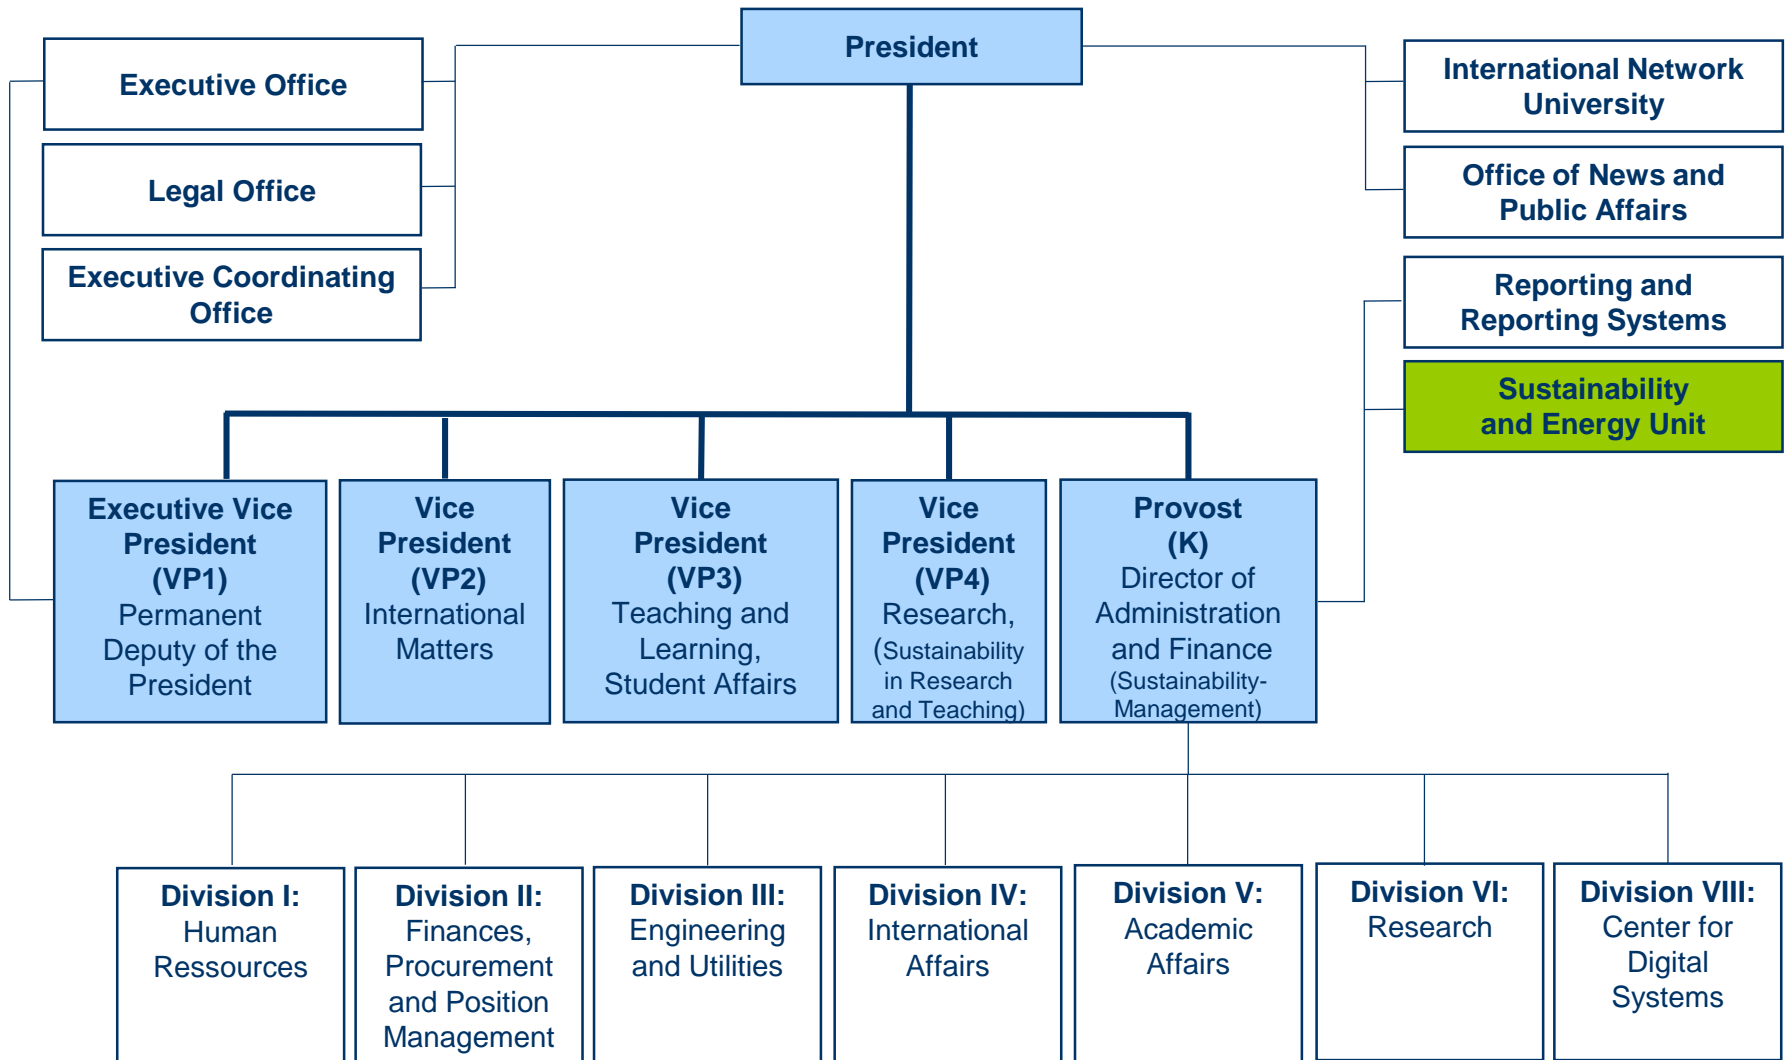 President
Executive Office
Legal Office
Executive Coordinating
Office
International Network
University
Office of News and
Public Affairs
Reporting and
Reporting Systems
Sustainability
and Energy Unit
Executive Vice
President
(VP1)
Permanent
Deputy of the
President
Vice
President
(VP2)
International
Matters
Vice
President
(VP3)
Teaching and
Learning,
Student Affairs
Vice
President
(VP4)
Research,
(Sustainability
in Research
and Teaching)
Provost
(K)
Director of
Administration
and Finance
(Sustainability-
Management)
Division I:
Human
Ressources
Division II:
Finances,
Procurement
and Position
Management
Division III:
Engineering
and Utilities
Division IV:
International
Affairs
Division V:
Academic
Affairs
Division VI:
Research
Division VIII:
Center for
Digital
Systems